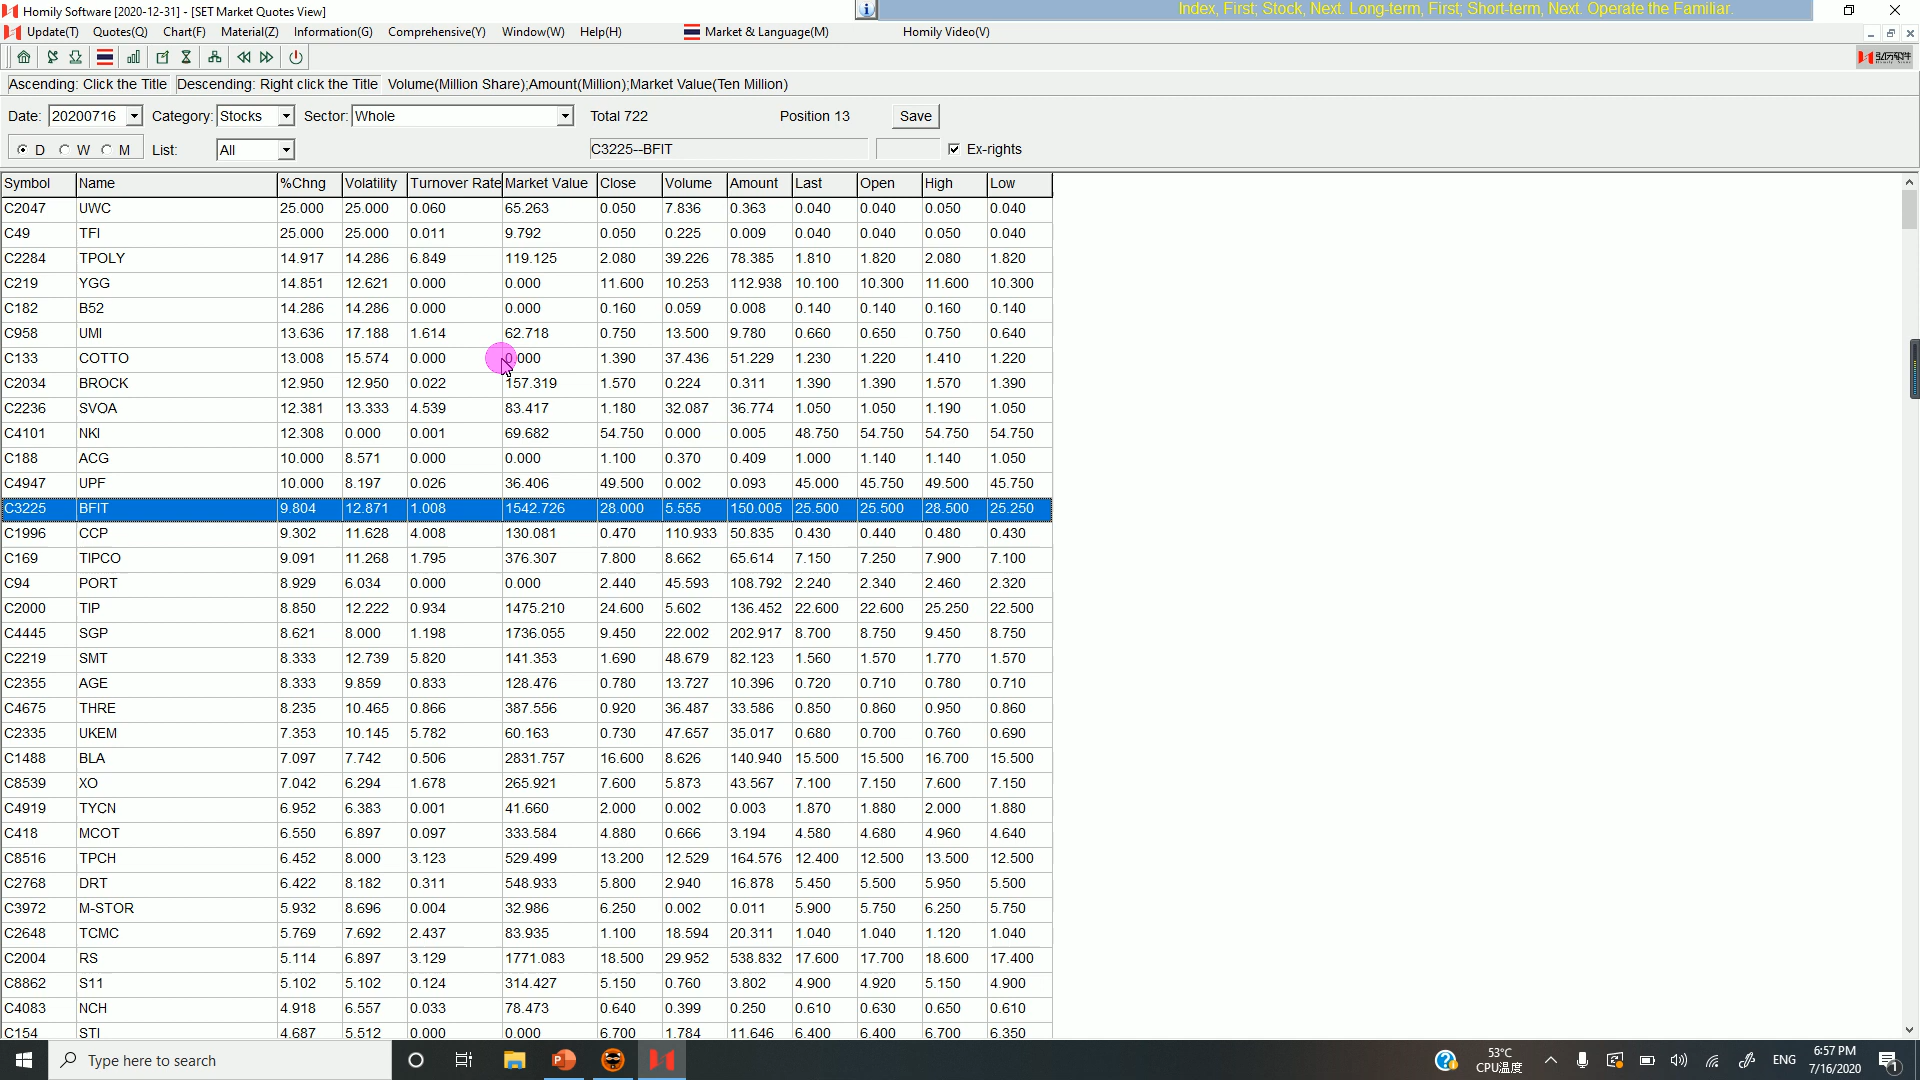 Homily Software [2020-12-31] - [SET Market Quotes View]
Index, First; Stock, Next. Long-term, First; Short-term, Next. Operate the Familiar.
Update(T) Quotes(Q) Chart(F) Material(Z) Information(G) Comprehensive(Y) Window(W) Help(H) Market & Language(M) Homily Video(V)
弘历软件
Ascending: Click the Title Descending: Right click the Title Volume(Million Share);Amount(Million);Market Value(Ten Million)
Date: 20200716 Category: Stocks Sector: Whole Total 722 Position 13 Save
D W M List: All C3225--BFIT Ex-rights
Symbol Name %Chng Volatility Turnover Rate Market Value Close Volume Amount Last Open High Low
C2047 UWC 25.000 25.000 0.060 65.263 0.050 7.836 0.363 0.040 0.040 0.050 0.040
C49 TFI 25.000 25.000 0.011 9.792 0.050 0.225 0.009 0.040 0.040 0.050 0.040
C2284 TPOLY 14.917 14.286 6.849 119.125 2.080 39.226 78.385 1.810 1.820 2.080 1.820
C219 YGG 14.851 12.621 0.000 0.000 11.600 10.253 112.938 10.100 10.300 11.600 10.300
C182 B52 14.286 14.286 0.000 0.000 0.160 0.059 0.008 0.140 0.140 0.160 0.140
C958 UMI 13.636 17.188 1.614 62.718 0.750 13.500 9.780 0.660 0.650 0.750 0.640
C133 COTTO 13.008 15.574 0.000 0.000 1.390 37.436 51.229 1.230 1.220 1.410 1.220
C2034 BROCK 12.950 12.950 0.022 157.319 1.570 0.224 0.311 1.390 1.390 1.570 1.390
C2236 SVOA 12.381 13.333 4.539 83.417 1.180 32.087 36.774 1.050 1.050 1.190 1.050
C4101 NKI 12.308 0.000 0.001 69.682 54.750 0.000 0.005 48.750 54.750 54.750 54.750
C188 ACG 10.000 8.571 0.000 0.000 1.100 0.370 0.409 1.000 1.140 1.140 1.050
C4947 UPF 10.000 8.197 0.026 36.406 49.500 0.002 0.093 45.000 45.750 49.500 45.750
C3225 BFIT 9.804 12.871 1.008 1542.726 28.000 5.555 150.005 25.500 25.500 28.500 25.250
C1996 CCP 9.302 11.628 4.008 130.081 0.470 110.933 50.835 0.430 0.440 0.480 0.430
C169 TIPCO 9.091 11.268 1.795 376.307 7.800 8.662 65.614 7.150 7.250 7.900 7.100
C94 PORT 8.929 6.034 0.000 0.000 2.440 45.593 108.792 2.240 2.340 2.460 2.320
C2000 TIP 8.850 12.222 0.934 1475.210 24.600 5.602 136.452 22.600 22.600 25.250 22.500
C4445 SGP 8.621 8.000 1.198 1736.055 9.450 22.002 202.917 8.700 8.750 9.450 8.750
C2219 SMT 8.333 12.739 5.820 141.353 1.690 48.679 82.123 1.560 1.570 1.770 1.570
C2355 AGE 8.333 9.859 0.833 128.476 0.780 13.727 10.396 0.720 0.710 0.780 0.710
C4675 THRE 8.235 10.465 0.866 387.556 0.920 36.487 33.586 0.850 0.860 0.950 0.860
C2335 UKEM 7.353 10.145 5.782 60.163 0.730 47.657 35.017 0.680 0.700 0.760 0.690
C1488 BLA 7.097 7.742 0.506 2831.757 16.600 8.626 140.940 15.500 15.500 16.700 15.500
C8539 XO 7.042 6.294 1.678 265.921 7.600 5.873 43.567 7.100 7.150 7.600 7.150
C4919 TYCN 6.952 6.383 0.001 41.660 2.000 0.002 0.003 1.870 1.880 2.000 1.880
C418 MCOT 6.550 6.897 0.097 333.584 4.880 0.666 3.194 4.580 4.680 4.960 4.640
C8516 TPCH 6.452 8.000 3.123 529.499 13.200 12.529 164.576 12.400 12.500 13.500 12.500
C2768 DRT 6.422 8.182 0.311 548.933 5.800 2.940 16.878 5.450 5.500 5.950 5.500
C3972 M-STOR 5.932 8.696 0.004 32.986 6.250 0.002 0.011 5.900 5.750 6.250 5.750
C2648 TCMC 5.769 7.692 2.437 83.935 1.100 18.594 20.311 1.040 1.040 1.120 1.040
C2004 RS 5.114 6.897 3.129 1771.083 18.500 29.952 538.832 17.600 17.700 18.600 17.400
C8862 S11 5.102 5.102 0.124 314.427 5.150 0.760 3.802 4.900 4.920 5.150 4.900
C4083 NCH 4.918 6.557 0.033 78.473 0.640 0.399 0.250 0.610 0.630 0.650 0.610
C154 STI 4.687 5.512 0.000 0.000 6.700 1.784 11.646 6.400 6.400 6.700 6.350
Type here to search
53°C
CPU温度
ENG
6:57 PM
7/16/2020
1